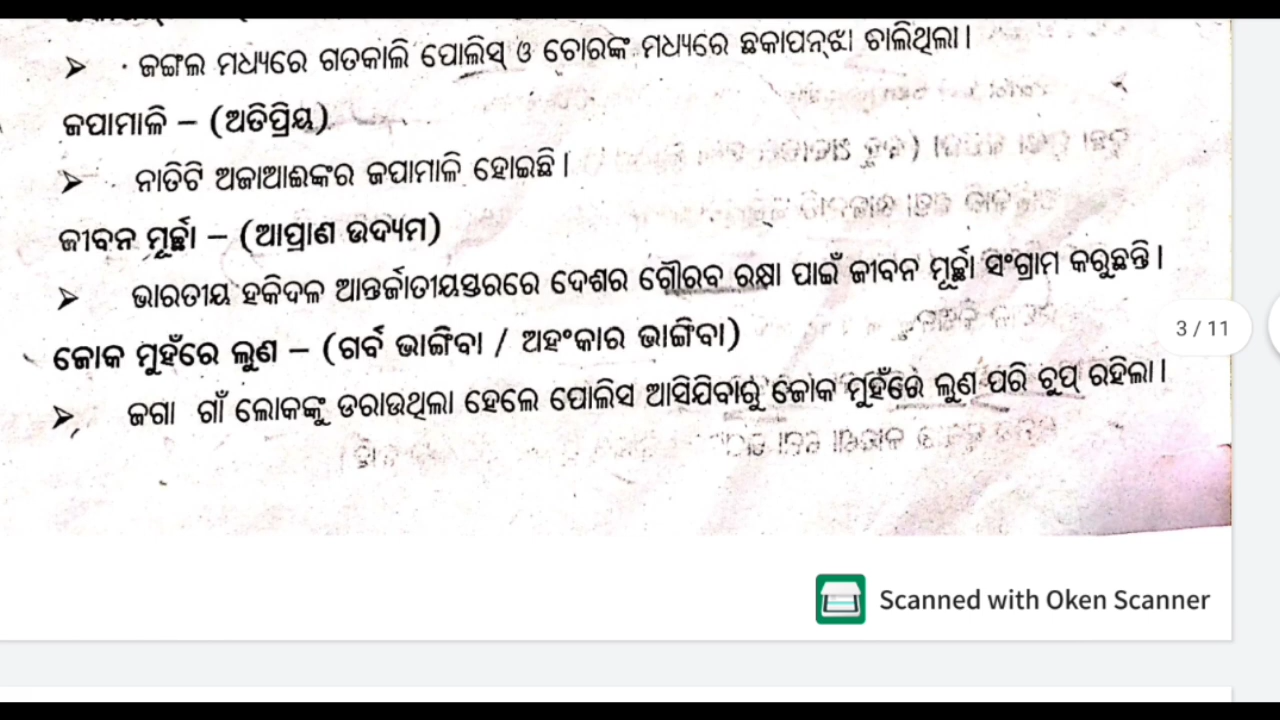 ➤ ଜଙ୍ଗଲ ମଧ୍ୟରେ ଗତକାଲି ପୋଲିସ୍ ଓ ଚୋରଙ୍କ ମଧ୍ୟରେ ଛକାପନ୍‌ଝା ଚାଲିଥିଲା।
ଜପାମାଳି – (ଅତିପ୍ରିୟ)
➤ ନାତିଟି ଅଜାଆଈଙ୍କର ଜପାମାଳି ହୋଇଛି।
ଜୀବନ ମୂର୍ଚ୍ଛା – (ଆପ୍ରାଣ ଉଦ୍ୟମ)
➤ ଭାରତୀୟ ହକିଦଳ ଆନ୍ତର୍ଜାତୀୟସ୍ତରରେ ଦେଶର ଗୌରବ ରକ୍ଷା ପାଇଁ ଜୀବନ ମୂର୍ଚ୍ଛା ସଂଗ୍ରାମ କରୁଛନ୍ତି।
ଜୋକ ମୁହଁରେ ଲୁଣ – (ଗର୍ବ ଭାଙ୍ଗିବା / ଅହଂକାର ଭାଙ୍ଗିବା)
➤ ଜଗା ଗାଁ ଲୋକଙ୍କୁ ଡରାଉଥିଲା ହେଲେ ପୋଲିସ ଆସିଯିବାରୁ ଜୋକ ମୁହଁରେ ଲୁଣ ପରି ଚୁପ୍ ରହିଲା।
3 / 11
Scanned with Oken Scanner